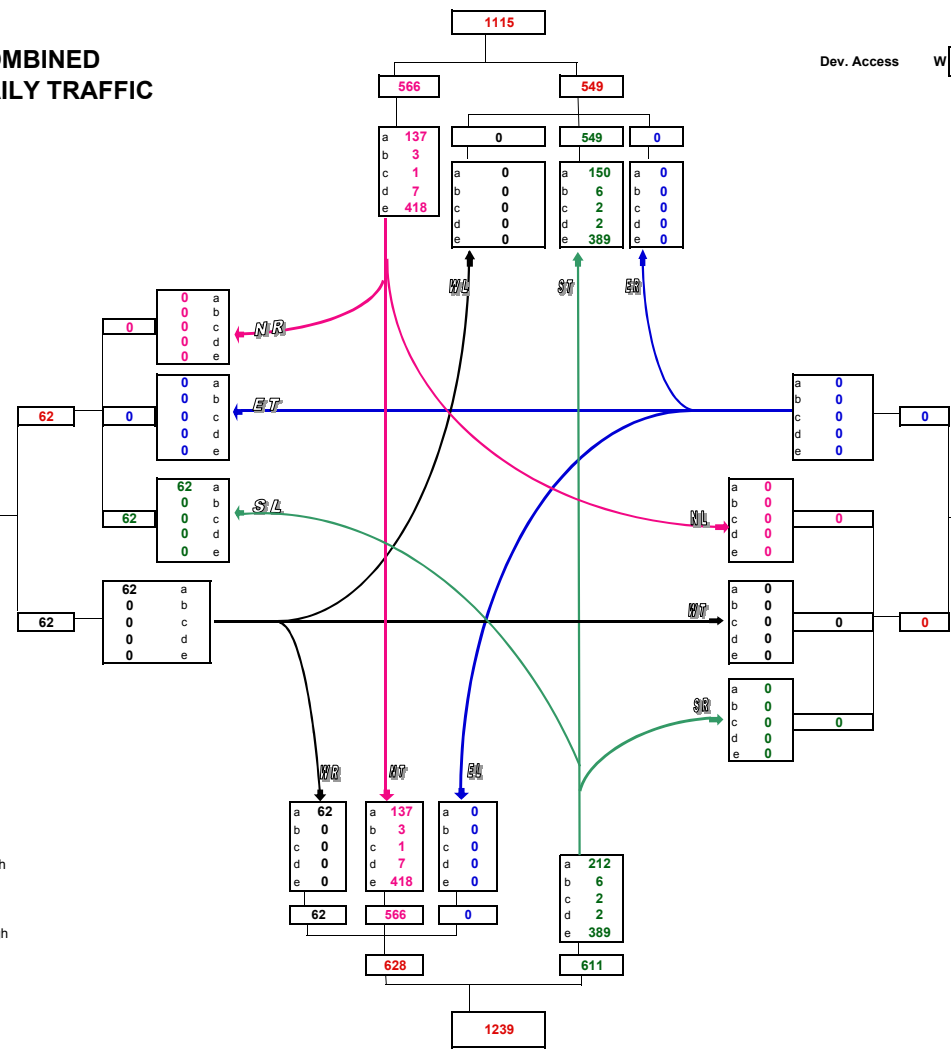 1115
OMBINED
Dev. Access W
ILY TRAFFIC
566 549
0 549 0
a 137
b 3
c 1
d 7
e 418
a 0
b 0
c 0
d 0
e 0
a 150
b 6
c 2
d 2
e 389
a 0
b 0
c 0
d 0
e 0
WL ST ER
0 a
0 b
0 c
0 d
0 e
0
NR
0 a
0 b
0 c
0 d
0 e
62 0
ET
a 0
b 0
c 0
d 0
e 0
0
62 a
0 b
0 c
0 d
0 e
62
SL
a 0
b 0
c 0
d 0
e 0
NL
0
62 a
0 b
0 c
0 d
0 e
62
a 0
b 0
c 0
d 0
e 0
WT
0 0
a 0
b 0
c 0
d 0
e 0
SR
0
WR NT EL
a 62
b 0
c 0
d 0
e 0
a 137
b 3
c 1
d 7
e 418
a 0
b 0
c 0
d 0
e 0
h
a 212
b 6
c 2
d 2
e 389
62 566 0
gh
628 611
1239